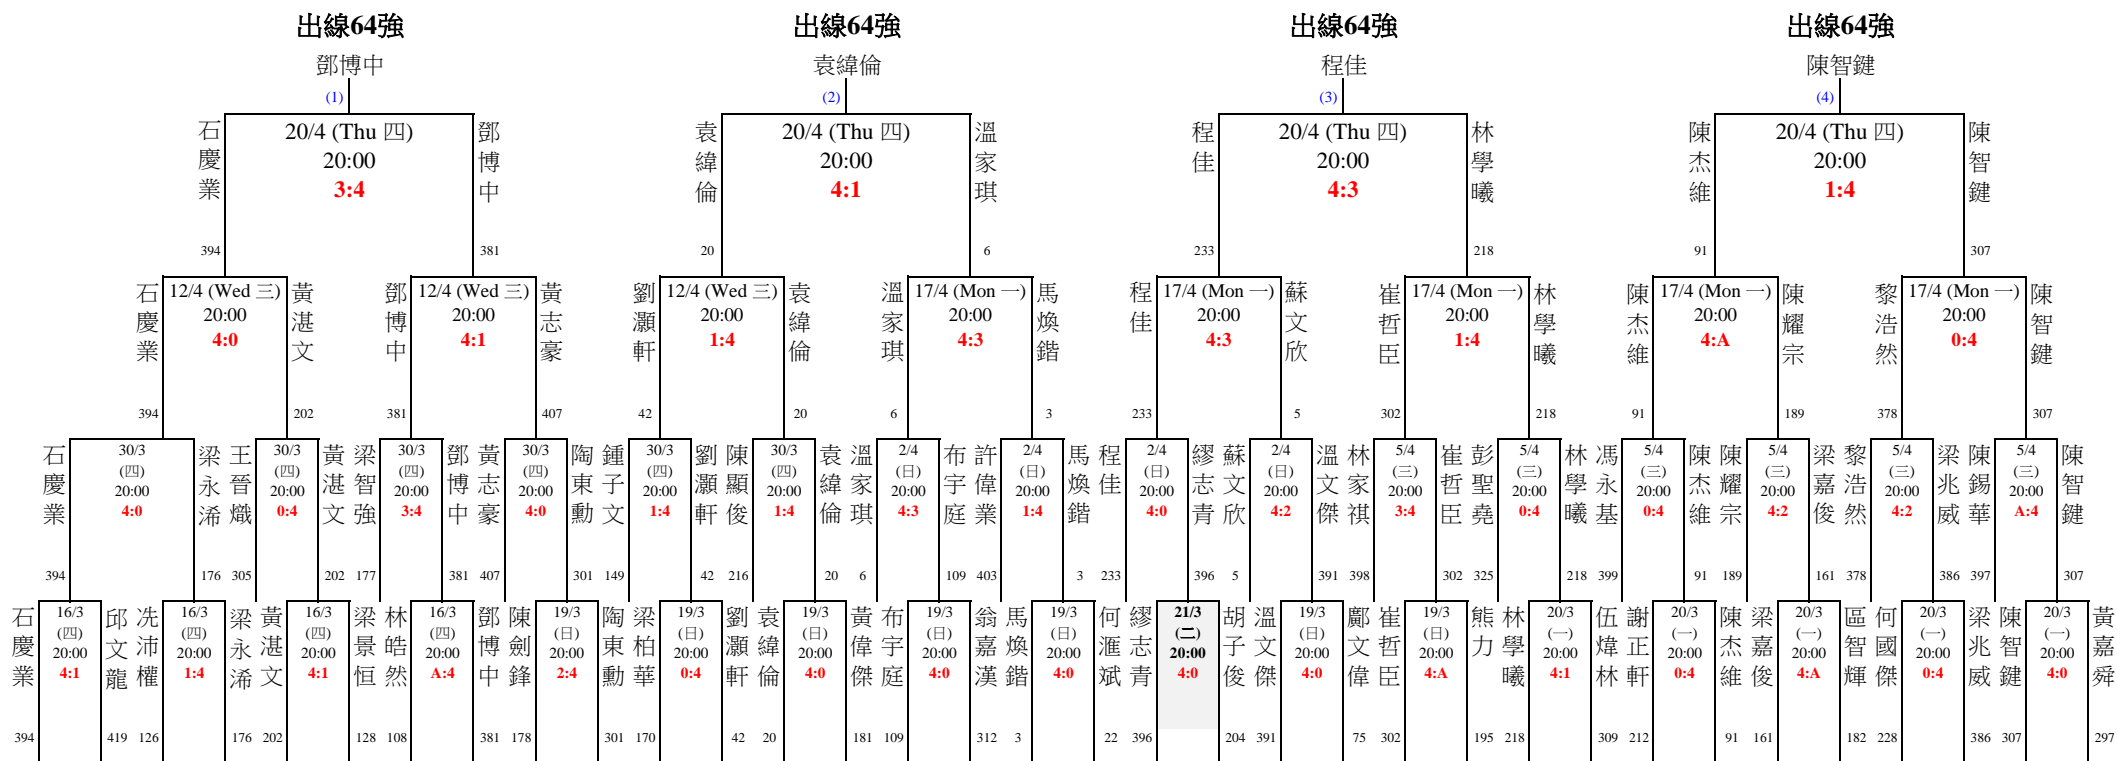 出線64強
出線64強
出線64強
出線64強
鄧博中
袁緯倫
程佳
陳智鍵
(1)
(2)
(3)
(4)
石慶業
20/4 (Thu 四)
20:00
3:4
鄧博中
袁緯倫
20/4 (Thu 四)
20:00
4:1
溫家琪
程佳
20/4 (Thu 四)
20:00
4:3
林學曦
陳杰維
20/4 (Thu 四)
20:00
1:4
陳智鍵
394
381
20
6
233
218
91
307
石慶業
12/4 (Wed 三)
20:00
4:0
黃湛文
鄧博中
12/4 (Wed 三)
20:00
4:1
黃志豪
劉灝軒
12/4 (Wed 三)
20:00
1:4
袁緯倫
溫家琪
17/4 (Mon 一)
20:00
4:3
馬煥鍇
程佳
17/4 (Mon 一)
20:00
4:3
蘇文欣
崔哲臣
17/4 (Mon 一)
20:00
1:4
林學曦
陳杰維
17/4 (Mon 一)
20:00
4:A
陳耀宗
黎浩然
17/4 (Mon 一)
20:00
0:4
陳智鍵
394
202
381
407
42
20
6
3
233
5
302
218
91
189
378
307
石慶業
30/3
(四)
20:00
4:0
梁永浠
王晉熾
30/3
(四)
20:00
0:4
黃湛文
梁智強
30/3
(四)
20:00
3:4
鄧博中
黃志豪
30/3
(四)
20:00
4:0
陶東勳
鍾子文
30/3
(四)
20:00
1:4
劉灝軒
陳顯俊
30/3
(四)
20:00
1:4
袁緯倫
溫家琪
2/4
(日)
20:00
4:3
布宇庭
許偉業
2/4
(日)
20:00
1:4
馬煥鍇
程佳
2/4
(日)
20:00
4:0
繆志青
蘇文欣
2/4
(日)
20:00
4:2
溫文傑
林家祺
5/4
(三)
20:00
3:4
崔哲臣
彭聖堯
5/4
(三)
20:00
0:4
林學曦
馮永基
5/4
(三)
20:00
0:4
陳杰維
陳耀宗
5/4
(三)
20:00
4:2
梁嘉俊
黎浩然
5/4
(三)
20:00
4:2
梁兆威
陳錫華
5/4
(三)
20:00
A:4
陳智鍵
394
176
305
202
177
381
407
301
149
42
216
20
6
109
403
3
233
396
5
391
398
302
325
218
399
91
189
161
378
386
397
307
石慶業
16/3
(四)
20:00
4:1
邱文龍
冼沛權
16/3
(四)
20:00
1:4
梁永浠
黃湛文
16/3
(四)
20:00
4:1
梁景恒
林皓然
16/3
(四)
20:00
A:4
鄧博中
陳劍鋒
19/3
(日)
20:00
2:4
陶東勳
梁柏華
19/3
(日)
20:00
0:4
劉灝軒
袁緯倫
19/3
(日)
20:00
4:0
黃偉傑
布宇庭
19/3
(日)
20:00
4:0
翁嘉漢
馬煥鍇
19/3
(日)
20:00
4:0
何滙斌
繆志青
21/3
(二)
20:00
4:0
胡子俊
溫文傑
19/3
(日)
20:00
4:0
鄺文偉
崔哲臣
19/3
(日)
20:00
4:A
熊力
林學曦
20/3
(一)
20:00
4:1
伍煒林
謝正軒
20/3
(一)
20:00
0:4
陳杰維
梁嘉俊
20/3
(一)
20:00
4:A
區智輝
何國傑
20/3
(一)
20:00
0:4
梁兆威
陳智鍵
20/3
(一)
20:00
4:0
黃嘉舜
394
419
126
176
202
128
108
381
178
301
170
42
20
181
109
312
3
22
396
204
391
75
302
195
218
309
212
91
161
182
228
386
307
297